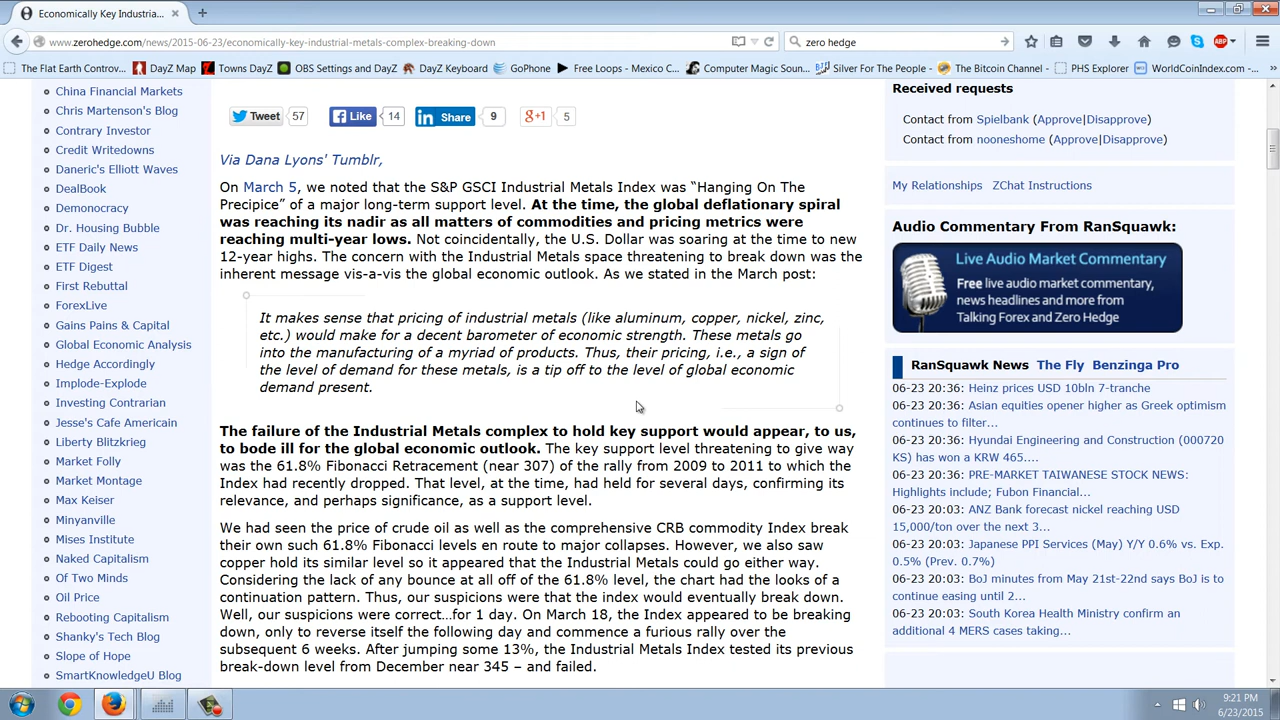 Economically Key Industria...
www.zerohedge.com/news/2015-06-23/economically-key-industrial-metals-complex-breaking-down
zero hedge
ABP
The Flat Earth Controv...
DayZ Map
Towns DayZ
OBS Settings and DayZ
DayZ Keyboard
GoPhone
Free Loops - Mexico C...
Computer Magic Soun...
Silver For The People -
The Bitcoin Channel -
PHS Explorer
WorldCoinIndex.com -...
China Financial Markets
Chris Martenson's Blog
Contrary Investor
Credit Writedowns
Daneric's Elliott Waves
DealBook
Demonocracy
Dr. Housing Bubble
ETF Daily News
ETF Digest
First Rebuttal
ForexLive
Gains Pains & Capital
Global Economic Analysis
Hedge Accordingly
Implode-Explode
Investing Contrarian
Jesse's Cafe Americain
Liberty Blitzkrieg
Market Folly
Market Montage
Max Keiser
Minyanville
Mises Institute
Naked Capitalism
Of Two Minds
Oil Price
Rebooting Capitalism
Shanky's Tech Blog
Slope of Hope
SmartKnowledgeU Blog
Tweet 57 Like 14 in Share 9 g+1 5
Via Dana Lyons' Tumblr,
On March 5, we noted that the S&P GSCI Industrial Metals Index was “Hanging On The
Precipice” of a major long-term support level. At the time, the global deflationary spiral
was reaching its nadir as all matters of commodities and pricing metrics were
reaching multi-year lows. Not coincidentally, the U.S. Dollar was soaring at the time to new
12-year highs. The concern with the Industrial Metals space threatening to break down was the
inherent message vis-a-vis the global economic outlook. As we stated in the March post:
It makes sense that pricing of industrial metals (like aluminum, copper, nickel, zinc,
etc.) would make for a decent barometer of economic strength. These metals go
into the manufacturing of a myriad of products. Thus, their pricing, i.e., a sign of
the level of demand for these metals, is a tip off to the level of global economic
demand present.
The failure of the Industrial Metals complex to hold key support would appear, to us,
to bode ill for the global economic outlook. The key support level threatening to give way
was the 61.8% Fibonacci Retracement (near 307) of the rally from 2009 to 2011 to which the
Index had recently dropped. That level, at the time, had held for several days, confirming its
relevance, and perhaps significance, as a support level.
We had seen the price of crude oil as well as the comprehensive CRB commodity Index break
their own such 61.8% Fibonacci levels en route to major collapses. However, we also saw
copper hold its similar level so it appeared that the Industrial Metals could go either way.
Considering the lack of any bounce at all off of the 61.8% level, the chart had the looks of a
continuation pattern. Thus, our suspicions were that the index would eventually break down.
Well, our suspicions were correct…for 1 day. On March 18, the Index appeared to be breaking
down, only to reverse itself the following day and commence a furious rally over the
subsequent 6 weeks. After jumping some 13%, the Industrial Metals Index tested its previous
break-down level from December near 345 – and failed.
Received requests
Contact from Spielbank (Approve|Disapprove)
Contact from nooneshome (Approve|Disapprove)
My Relationships ZChat Instructions
Audio Commentary From RanSquawk:
Live Audio Market Commentary
Free live audio market commentary,
news headlines and more from
Talking Forex and Zero Hedge
RanSquawk News The Fly Benzinga Pro
06-23 20:36: Heinz prices USD 10bln 7-tranche
06-23 20:36: Asian equities opener higher as Greek optimism
continues to filter...
06-23 20:36: Hyundai Engineering and Construction (000720
KS) has won a KRW 465....
06-23 20:36: PRE-MARKET TAIWANESE STOCK NEWS:
Highlights include; Fubon Financial...
06-23 20:03: ANZ Bank forecast nickel reaching USD
15,000/ton over the next 3...
06-23 20:03: Japanese PPI Services (May) Y/Y 0.6% vs. Exp.
0.5% (Prev. 0.7%)
06-23 20:03: BoJ minutes from May 21st-22nd says BoJ is to
continue easing until 2...
06-23 20:03: South Korea Health Ministry confirm an
additional 4 MERS cases taking...
9:21 PM
6/23/2015